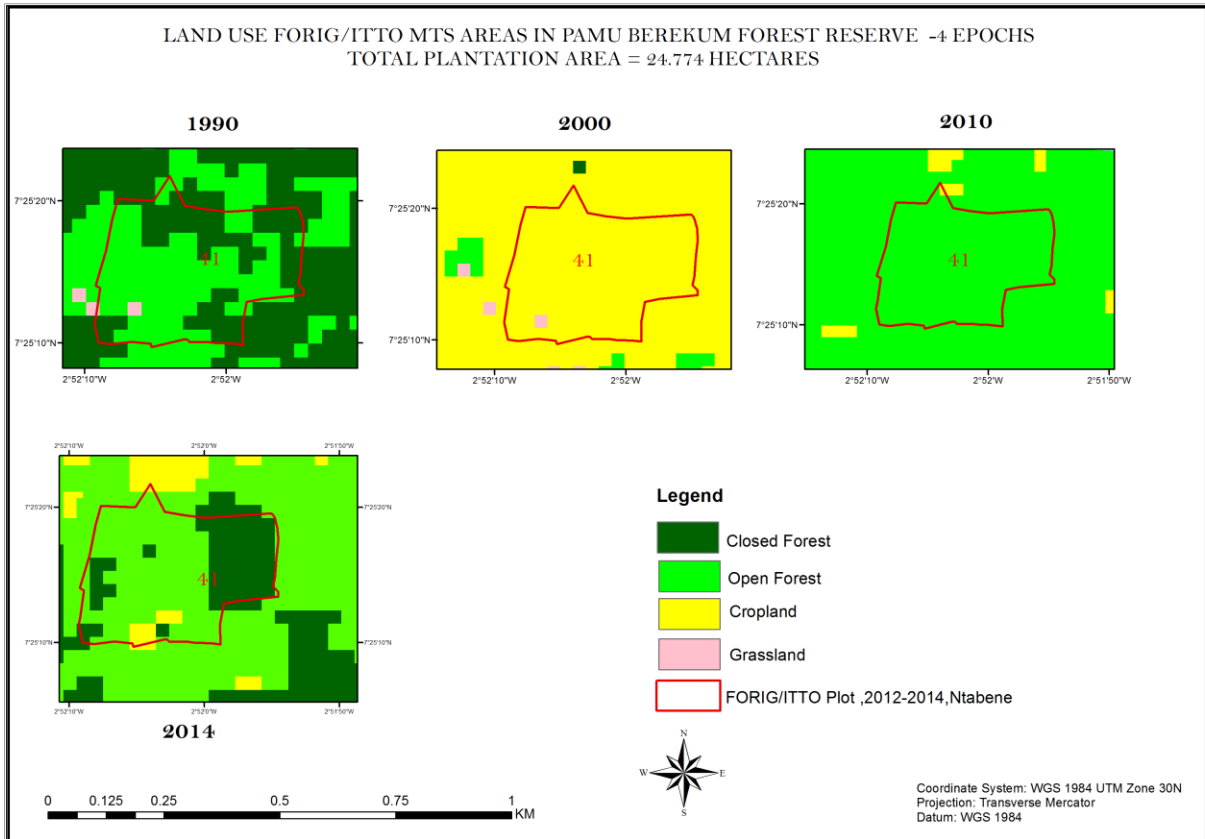 LAND USE FORIG/ITTO MTS AREAS IN PAMU BEREKUM FOREST RESERVE -4 EPOCHS
TOTAL PLANTATION AREA = 24.774 HECTARES
1990
2000
2010
7°25'20"N
7°25'10"N
41
2°52'10"W
2°52'W
7°25'20"N
7°25'10"N
41
2°52'10"W
2°52'W
7°25'20"N
7°25'10"N
41
2°52'10"W
2°52'W
2°51'50"W
2°52'10"W
2°52'0"W
2°51'50"W
7°25'20"N
7°25'20"N
41
7°25'10"N
7°25'10"N
2°52'10"W
2°52'0"W
2°51'50"W
2014
Legend
Closed Forest
Open Forest
Cropland
Grassland
FORIG/ITTO Plot ,2012-2014,Ntabene
N
W
E
S
0 0.125 0.25 0.5 0.75 1
KM
Coordinate System: WGS 1984 UTM Zone 30N
Projection: Transverse Mercator
Datum: WGS 1984